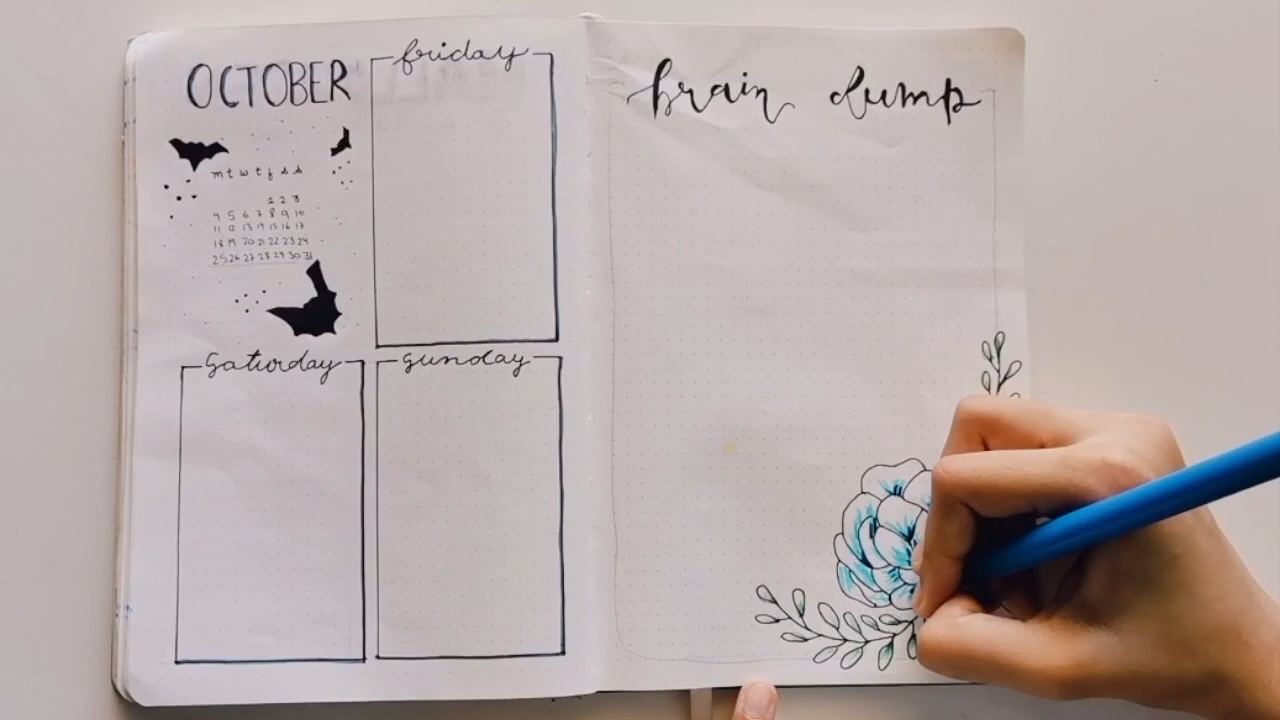 OCTOBER
m t w t f s s
1 2 3
4 5 6 7 8 9 10
11 12 13 14 15 16 17
18 19 20 21 22 23 24
25 26 27 28 29 30 31
friday
saturday
sunday
brain dump